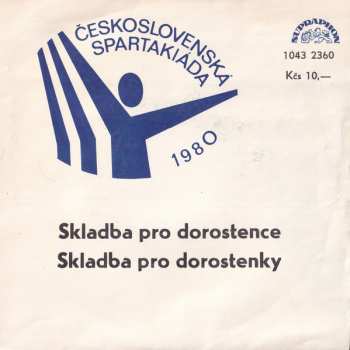 ČESKOSLOVENSKÁ
SPARTAKIÁDA
1980
SUPRAPHON
1043 2360
Kčs 10,—
Skladba pro dorostence
Skladba pro dorostenky